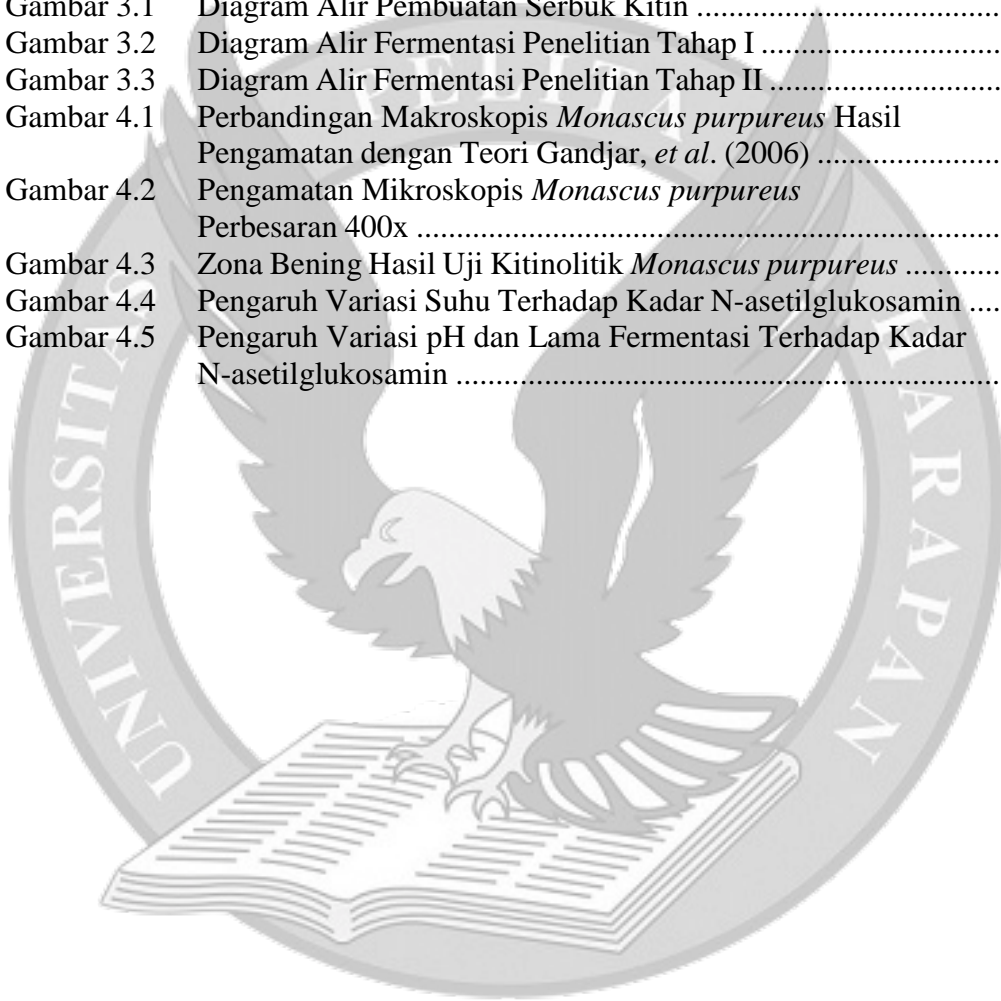 Gambar 3.1 Diagram Alir Pembuatan Serbuk Kitin ......................................
Gambar 3.2 Diagram Alir Fermentasi Penelitian Tahap I ..............................
Gambar 3.3 Diagram Alir Fermentasi Penelitian Tahap II .............................
Gambar 4.1 Perbandingan Makroskopis Monascus purpureus Hasil
Pengamatan dengan Teori Gandjar, et al. (2006) .......................
Gambar 4.2 Pengamatan Mikroskopis Monascus purpureus
Perbesaran 400x .........................................................................
Gambar 4.3 Zona Bening Hasil Uji Kitinolitik Monascus purpureus ............
Gambar 4.4 Pengaruh Variasi Suhu Terhadap Kadar N-asetilglukosamin ....
Gambar 4.5 Pengaruh Variasi pH dan Lama Fermentasi Terhadap Kadar
N-asetilglukosamin ....................................................................
UNIVERSITAS
PELITA
HARAPAN